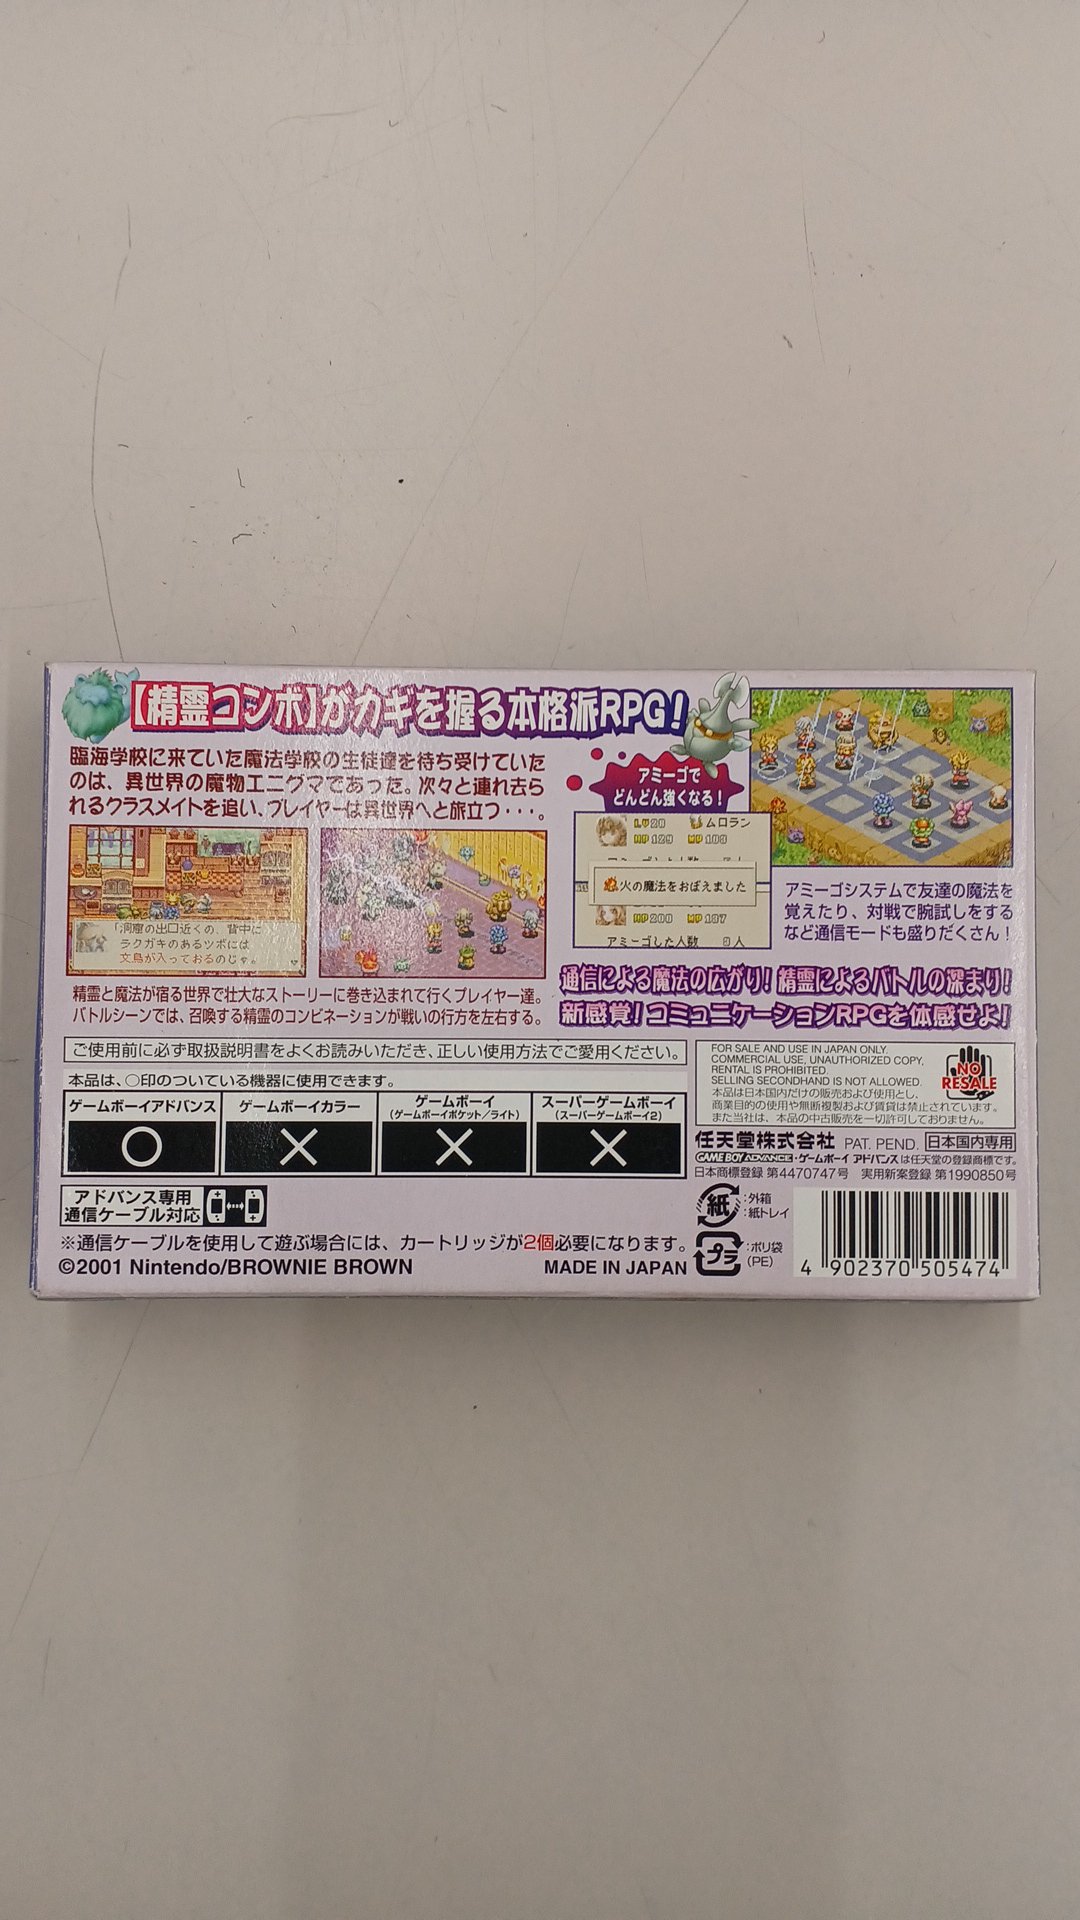 【精霊コンボ】がカギを握る本格派RPG!
臨海学校に来ていた魔法学校の生徒達を待ち受けていた
のは、異世界の魔物エニグマであった。次々と連れ去ら
れるクラスメイトを追い、プレイヤーは異世界へと旅立つ・・・。
「洞窟の出口近くの、背中に
ラクガキのあるツボには
文鳥が入っておるのじゃ。
精霊と魔法が宿る世界で壮大なストーリーに巻き込まれて行くプレイヤー達。
バトルシーンでは、召喚する精霊のコンビネーションが戦いの行方を左右する。
アミーゴで
どんどん強くなる!
LV28 ムロラン
HP129 MP108
火の魔法をおぼえました
HP200 MP187
アミーゴした人数 0人
アミーゴシステムで友達の魔法を
覚えたり、対戦で腕試しをする
など通信モードも盛りだくさん!
通信による魔法の広がり!精霊によるバトルの深まり!
新感覚!コミュニケーションRPGを体感せよ!
ご使用前に必ず取扱説明書をよくお読みいただき、正しい使用方法でご愛用ください。
本品は、○印のついている機器に使用できます。
ゲームボーイアドバンス ゲームボーイカラー ゲームボーイ (ゲームボーイポケット/ライト) スーパーゲームボーイ (スーパーゲームボーイ2)
○ × × ×
アドバンス専用
通信ケーブル対応
※通信ケーブルを使用して遊ぶ場合には、カートリッジが2個必要になります。
©2001 Nintendo/BROWNIE BROWN MADE IN JAPAN
FOR SALE AND USE IN JAPAN ONLY.
COMMERCIAL USE, UNAUTHORIZED COPY,
RENTAL IS PROHIBITED.
SELLING SECONDHAND IS NOT ALLOWED.
本品は日本国内だけの販売および使用とし、
商業目的の使用や無断複製および賃貸は禁止されています。
また当社は、本品の中古販売を一切許可しておりません。
NO
RESALE
任天堂株式会社 PAT. PEND. 日本国内専用
GAME BOY ADVANCE・ゲームボーイ アドバンスは任天堂の登録商標です。
日本商標登録 第4470747号 実用新案登録 第1990850号
紙 :外箱
:紙トレイ
プラ :ポリ袋
(PE)
4 902370 505474